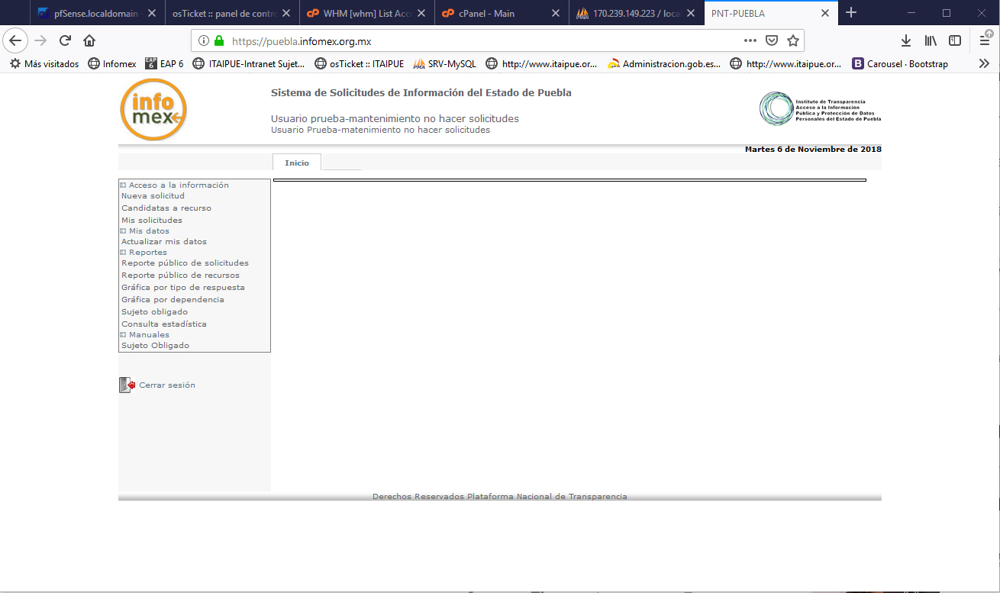 pfSense.localdomain -
osTicket :: panel de contro
WHM [whm] List Acco
cPanel - Main
170.239.149.223 / loca
PNT-PUEBLA
https://puebla.infomex.org.mx
Más visitados
Infomex
EAP 6
ITAIPUE-Intranet Sujet...
osTicket :: ITAIPUE
SRV-MySQL
http://www.itaipue.or...
Administracion.gob.es...
http://www.itaipue.or...
Carousel · Bootstrap
info
mex
Sistema de Solicitudes de Información del Estado de Puebla
Usuario prueba-mantenimiento no hacer solicitudes
Usuario Prueba-matenimiento no hacer solicitudes
Instituto de Transparencia
Acceso a la Información
Pública y Protección de Datos
Personales del Estado de Puebla
Martes 6 de Noviembre de 2018
Inicio
Acceso a la información
Nueva solicitud
Candidatas a recurso
Mis solicitudes
Mis datos
Actualizar mis datos
Reportes
Reporte público de solicitudes
Reporte público de recursos
Gráfica por tipo de respuesta
Gráfica por dependencia
Sujeto obligado
Consulta estadística
Manuales
Sujeto Obligado
Cerrar sesión
Derechos Reservados Plataforma Nacional de Transparencia